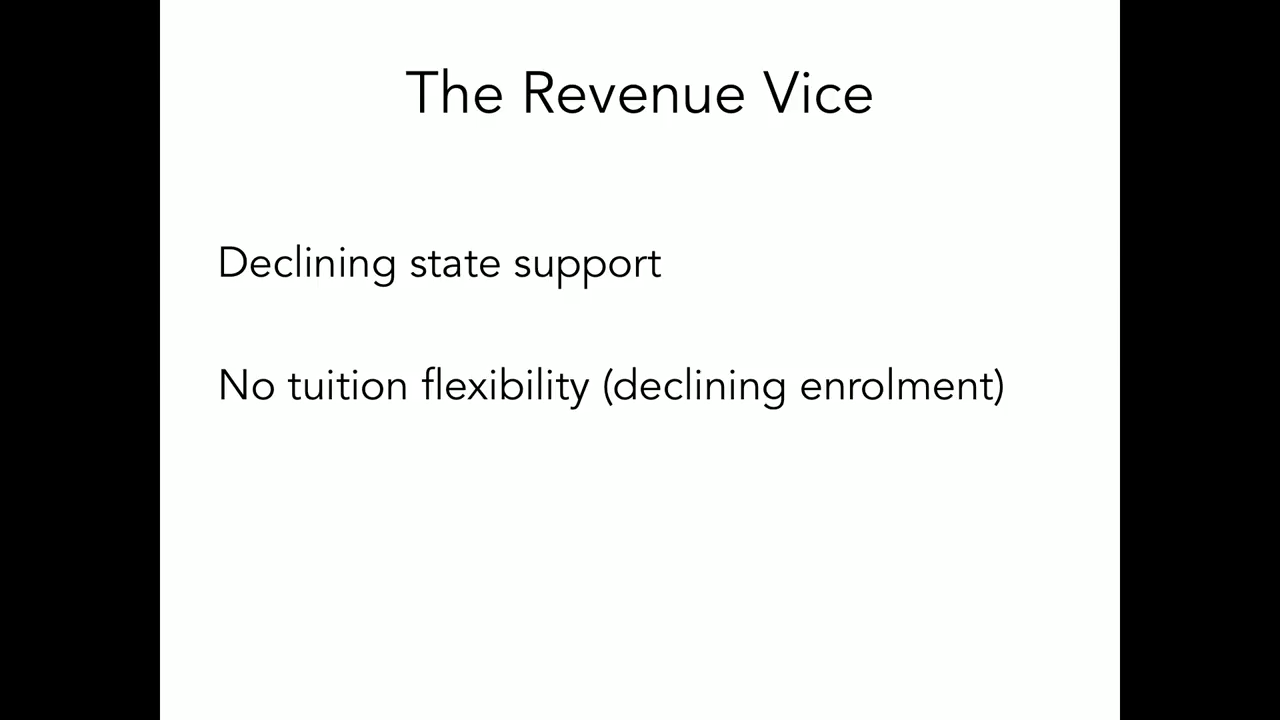 The Revenue Vice
Declining state support
No tuition flexibility (declining enrolment)